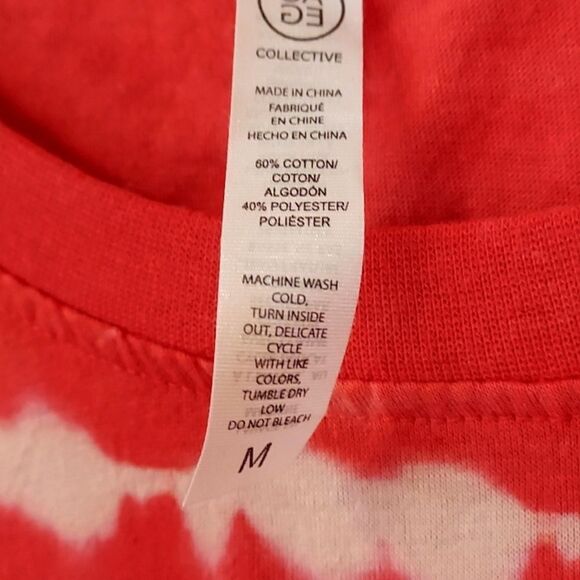 COLLECTIVE
MADE IN CHINA
FABRIQUÉ
EN CHINE
HECHO EN CHINA
60% COTTON/
COTON/
ALGODÓN
40% POLYESTER/
POLIÉSTER
MACHINE WASH
COLD,
TURN INSIDE
OUT, DELICATE
CYCLE
WITH LIKE
COLORS,
TUMBLE DRY
LOW
DO NOT BLEACH
M